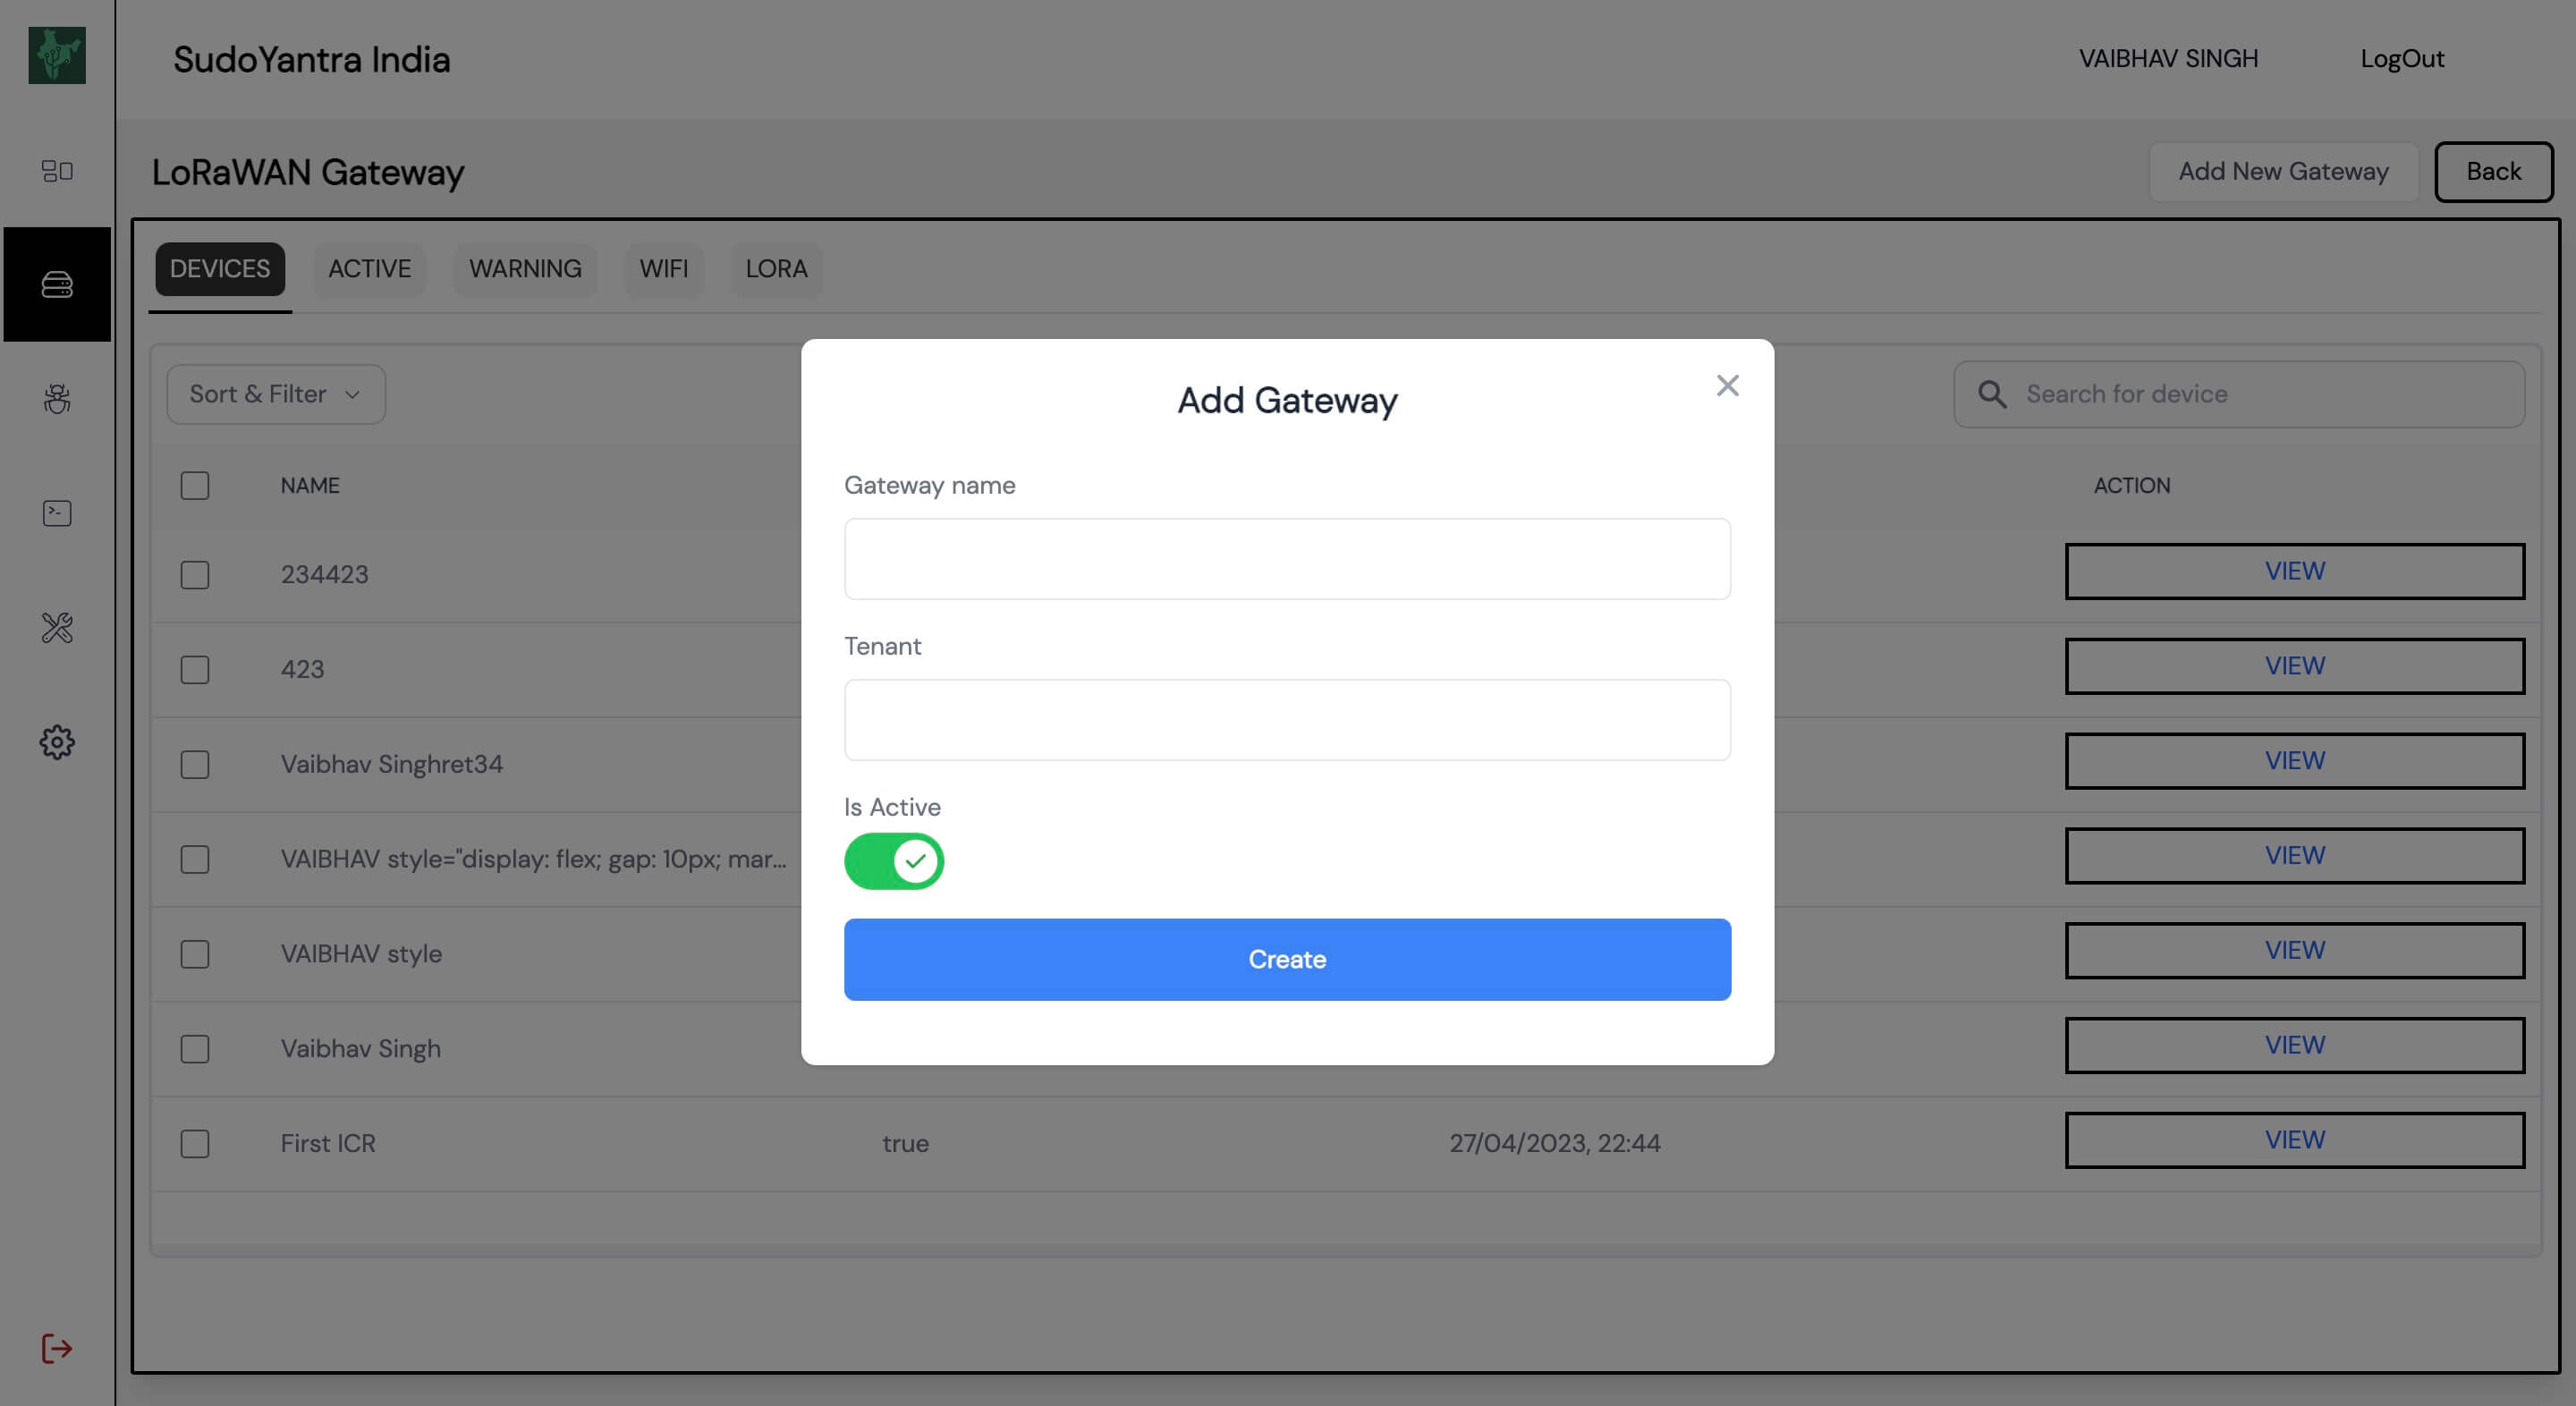 SudoYantra India
VAIBHAV SINGH
LogOut
LoRaWAN Gateway
Add New Gateway
Back
DEVICES
ACTIVE
WARNING
WIFI
LORA
Sort & Filter
Search for device
NAME
ACTION
234423
VIEW
423
VIEW
Vaibhav Singhret34
VIEW
VAIBHAV style="display: flex; gap: 10px; mar...
VIEW
VAIBHAV style
VIEW
Vaibhav Singh
VIEW
First ICR
true
27/04/2023, 22:44
VIEW
Add Gateway
Gateway name
Tenant
Is Active
Create